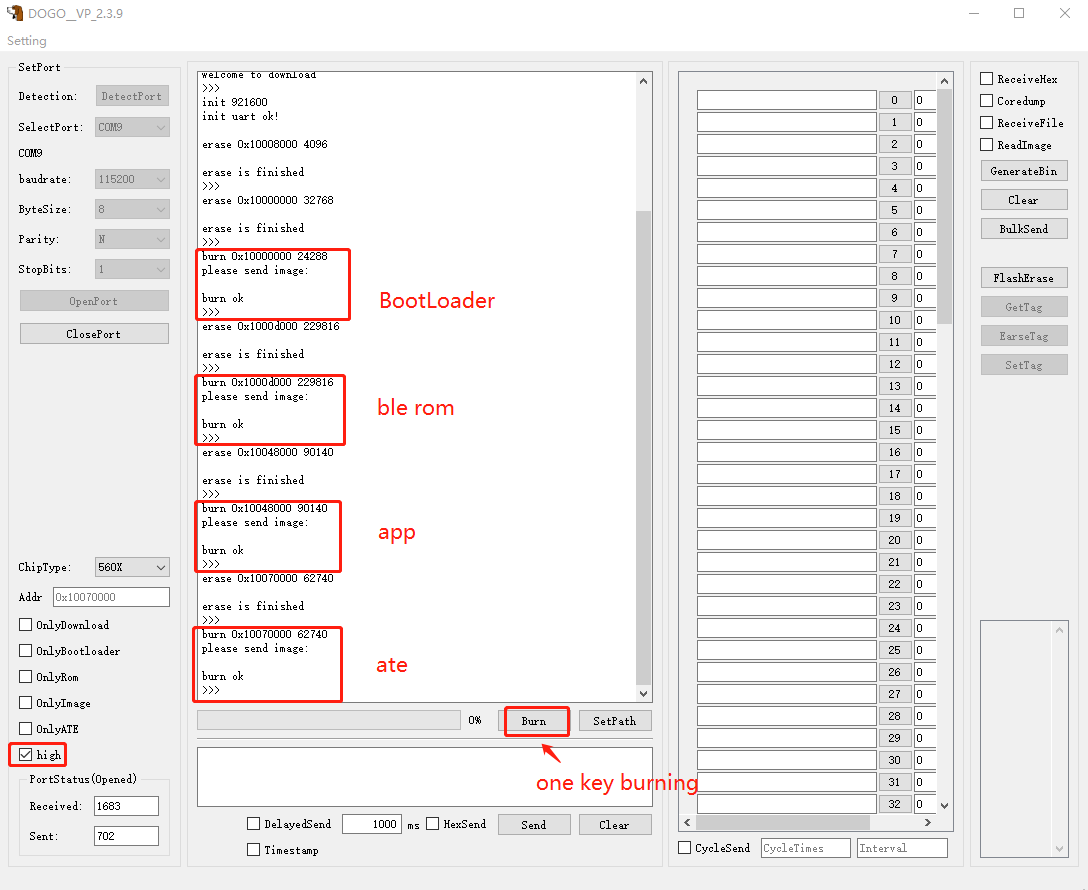 DOGO__VP_2.3.9
Setting
SetPort
Detection: DetectPort
SelectPort: COM9
COM9
baudrate: 115200
ByteSize: 8
Parity: N
StopBits: 1
OpenPort
ClosePort
ChipType: 560X
Addr 0x10070000
OnlyDownload
OnlyBootloader
OnlyRom
OnlyImage
OnlyATE
high
PortStatus(Opened)
Received: 1683
Sent: 702
welcome to download
>>>
init 921600
init uart ok!
erase 0x10008000 4096
erase is finished
>>>
erase 0x10000000 32768
erase is finished
>>>
burn 0x10000000 24288
please send image:
burn ok
>>>
BootLoader
erase 0x1000d000 229816
erase is finished
>>>
burn 0x1000d000 229816
please send image:
burn ok
>>>
ble rom
erase 0x10048000 90140
erase is finished
>>>
burn 0x10048000 90140
please send image:
burn ok
>>>
app
erase 0x10070000 62740
erase is finished
>>>
burn 0x10070000 62740
please send image:
burn ok
>>>
ate
0% Burn SetPath
one key burning
DelayedSend 1000 ms HexSend Send Clear
Timestamp
0 0
1 0
2 0
3 0
4 0
5 0
6 0
7 0
8 0
9 0
10 0
11 0
12 0
13 0
14 0
15 0
16 0
17 0
18 0
19 0
20 0
21 0
22 0
23 0
24 0
25 0
26 0
27 0
28 0
29 0
30 0
31 0
32 0
CycleSend CycleTimes Interval
ReceiveHex
Coredump
ReceiveFile
ReadImage
GenerateBin
Clear
BulkSend
FlashErase
GetTag
EarseTag
SetTag